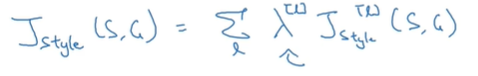 J_style (S,G) = Σ_l λ^[l] J_style^[l] (S,G)